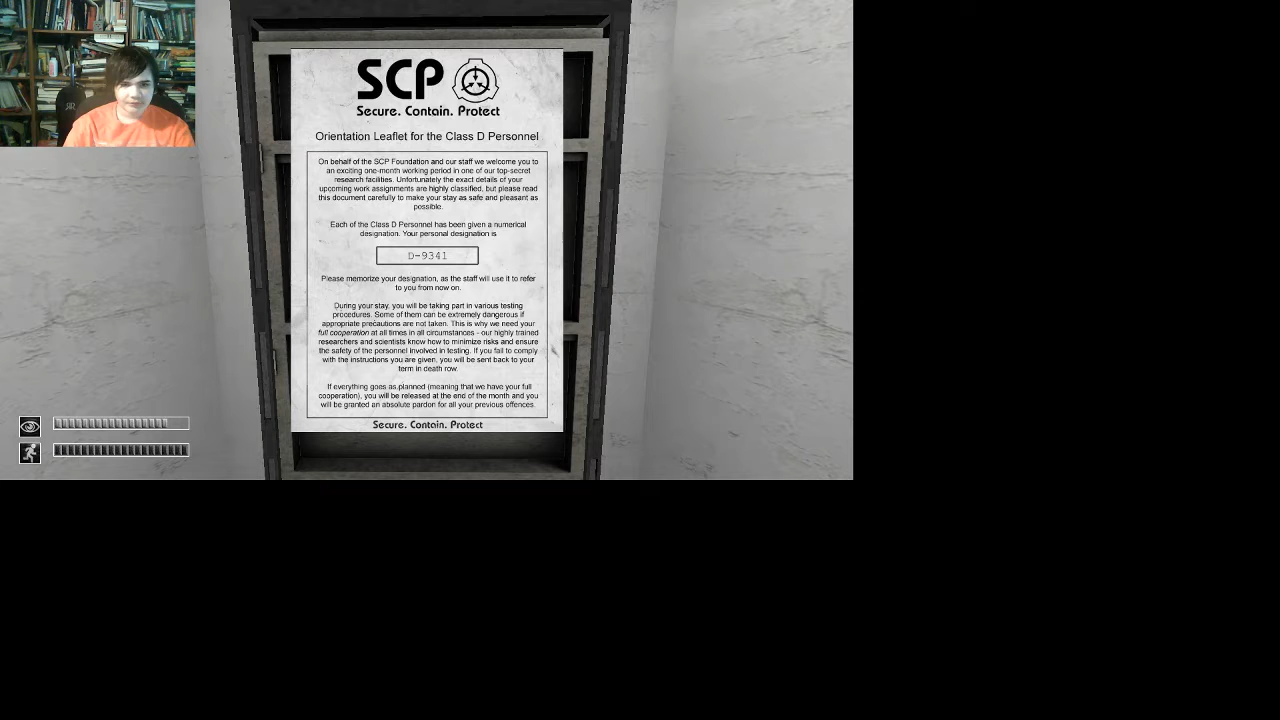 SCP
Secure. Contain. Protect
Orientation Leaflet for the Class D Personnel
On behalf of the SCP Foundation and our staff we welcome you to
an exciting one-month working period in one of our top-secret
research facilities. Unfortunately the exact details of your
upcoming work assignments are highly classified, but please read
this document carefully to make your stay as safe and pleasant as
possible.
Each of the Class D Personnel has been given a numerical
designation. Your personal designation is
D-9341
Please memorize your designation, as the staff will use it to refer
to you from now on.
During your stay, you will be taking part in various testing
procedures. Some of them can be extremely dangerous if
appropriate precautions are not taken. This is why we need your
full cooperation at all times in all circumstances - our highly trained
researchers and scientists know how to minimize risks and ensure
the safety of the personnel involved in testing. If you fail to comply
with the instructions you are given, you will be sent back to your
term in death row.
If everything goes as planned (meaning that we have your full
cooperation), you will be released at the end of the month and you
will be granted an absolute pardon for all your previous offences.
Secure. Contain. Protect